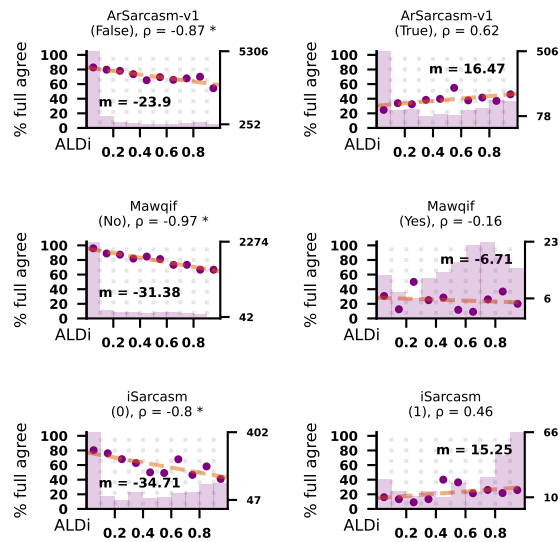 ArSarcasm-v1
(False), ρ = -0.87 *
% full agree
100
80
60
40
20
0
m = -23.9
5306
252
ALDi
0.2 0.4 0.6 0.8
ArSarcasm-v1
(True), ρ = 0.62
% full agree
100
80
60
40
20
0
m = 16.47
506
78
ALDi
0.2 0.4 0.6 0.8
Mawqif
(No), ρ = -0.97 *
% full agree
100
80
60
40
20
0
m = -31.38
2274
42
ALDi
0.2 0.4 0.6 0.8
Mawqif
(Yes), ρ = -0.16
% full agree
100
80
60
40
20
0
m = -6.71
23
6
ALDi
0.2 0.4 0.6 0.8
iSarcasm
(0), ρ = -0.8 *
% full agree
100
80
60
40
20
0
m = -34.71
402
47
ALDi
0.2 0.4 0.6 0.8
iSarcasm
(1), ρ = 0.46
% full agree
100
80
60
40
20
0
m = 15.25
66
10
ALDi
0.2 0.4 0.6 0.8